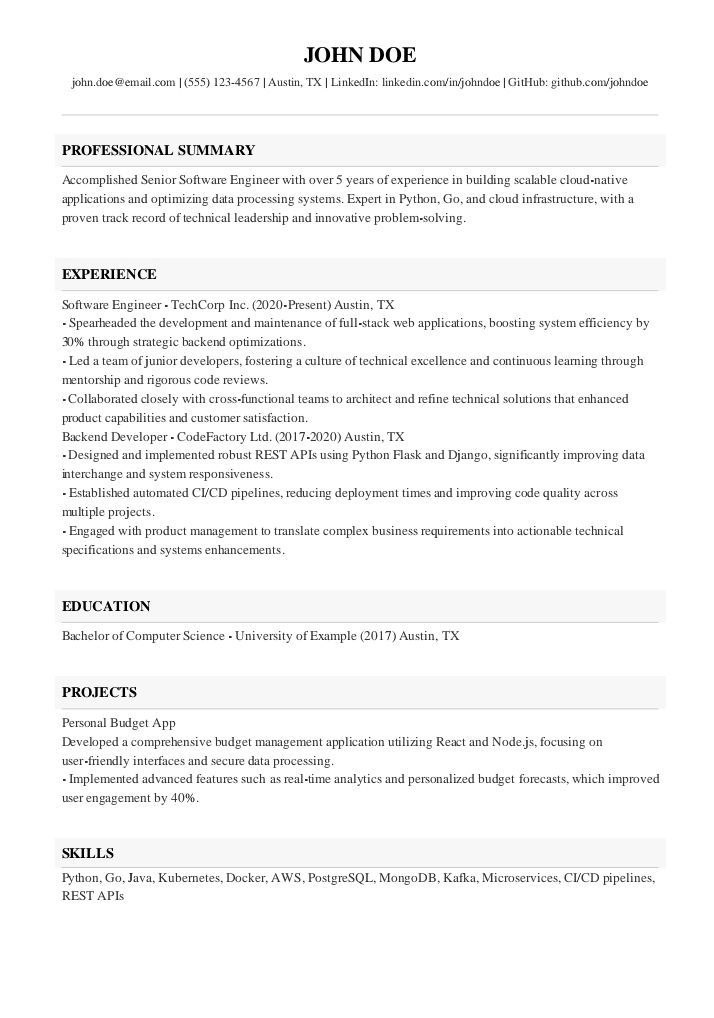 JOHN DOE
john.doe@email.com | (555) 123-4567 | Austin, TX | LinkedIn: linkedin.com/in/johndoe | GitHub: github.com/johndoe
PROFESSIONAL SUMMARY
Accomplished Senior Software Engineer with over 5 years of experience in building scalable cloud-native
applications and optimizing data processing systems. Expert in Python, Go, and cloud infrastructure, with a
proven track record of technical leadership and innovative problem-solving.
EXPERIENCE
Software Engineer - TechCorp Inc. (2020-Present) Austin, TX
- Spearheaded the development and maintenance of full-stack web applications, boosting system efficiency by
30% through strategic backend optimizations.
- Led a team of junior developers, fostering a culture of technical excellence and continuous learning through
mentorship and rigorous code reviews.
- Collaborated closely with cross-functional teams to architect and refine technical solutions that enhanced
product capabilities and customer satisfaction.
Backend Developer - CodeFactory Ltd. (2017-2020) Austin, TX
- Designed and implemented robust REST APIs using Python Flask and Django, significantly improving data
interchange and system responsiveness.
- Established automated CI/CD pipelines, reducing deployment times and improving code quality across
multiple projects.
- Engaged with product management to translate complex business requirements into actionable technical
specifications and systems enhancements.
EDUCATION
Bachelor of Computer Science - University of Example (2017) Austin, TX
PROJECTS
Personal Budget App
Developed a comprehensive budget management application utilizing React and Node.js, focusing on
user-friendly interfaces and secure data processing.
- Implemented advanced features such as real-time analytics and personalized budget forecasts, which improved
user engagement by 40%.
SKILLS
Python, Go, Java, Kubernetes, Docker, AWS, PostgreSQL, MongoDB, Kafka, Microservices, CI/CD pipelines,
REST APIs